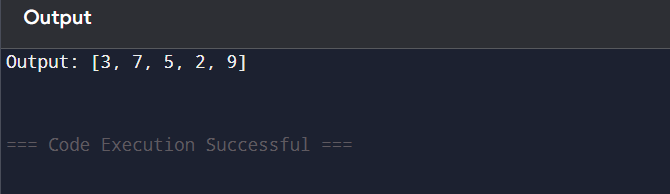 Output
Output: [3, 7, 5, 2, 9]
=== Code Execution Successful ===